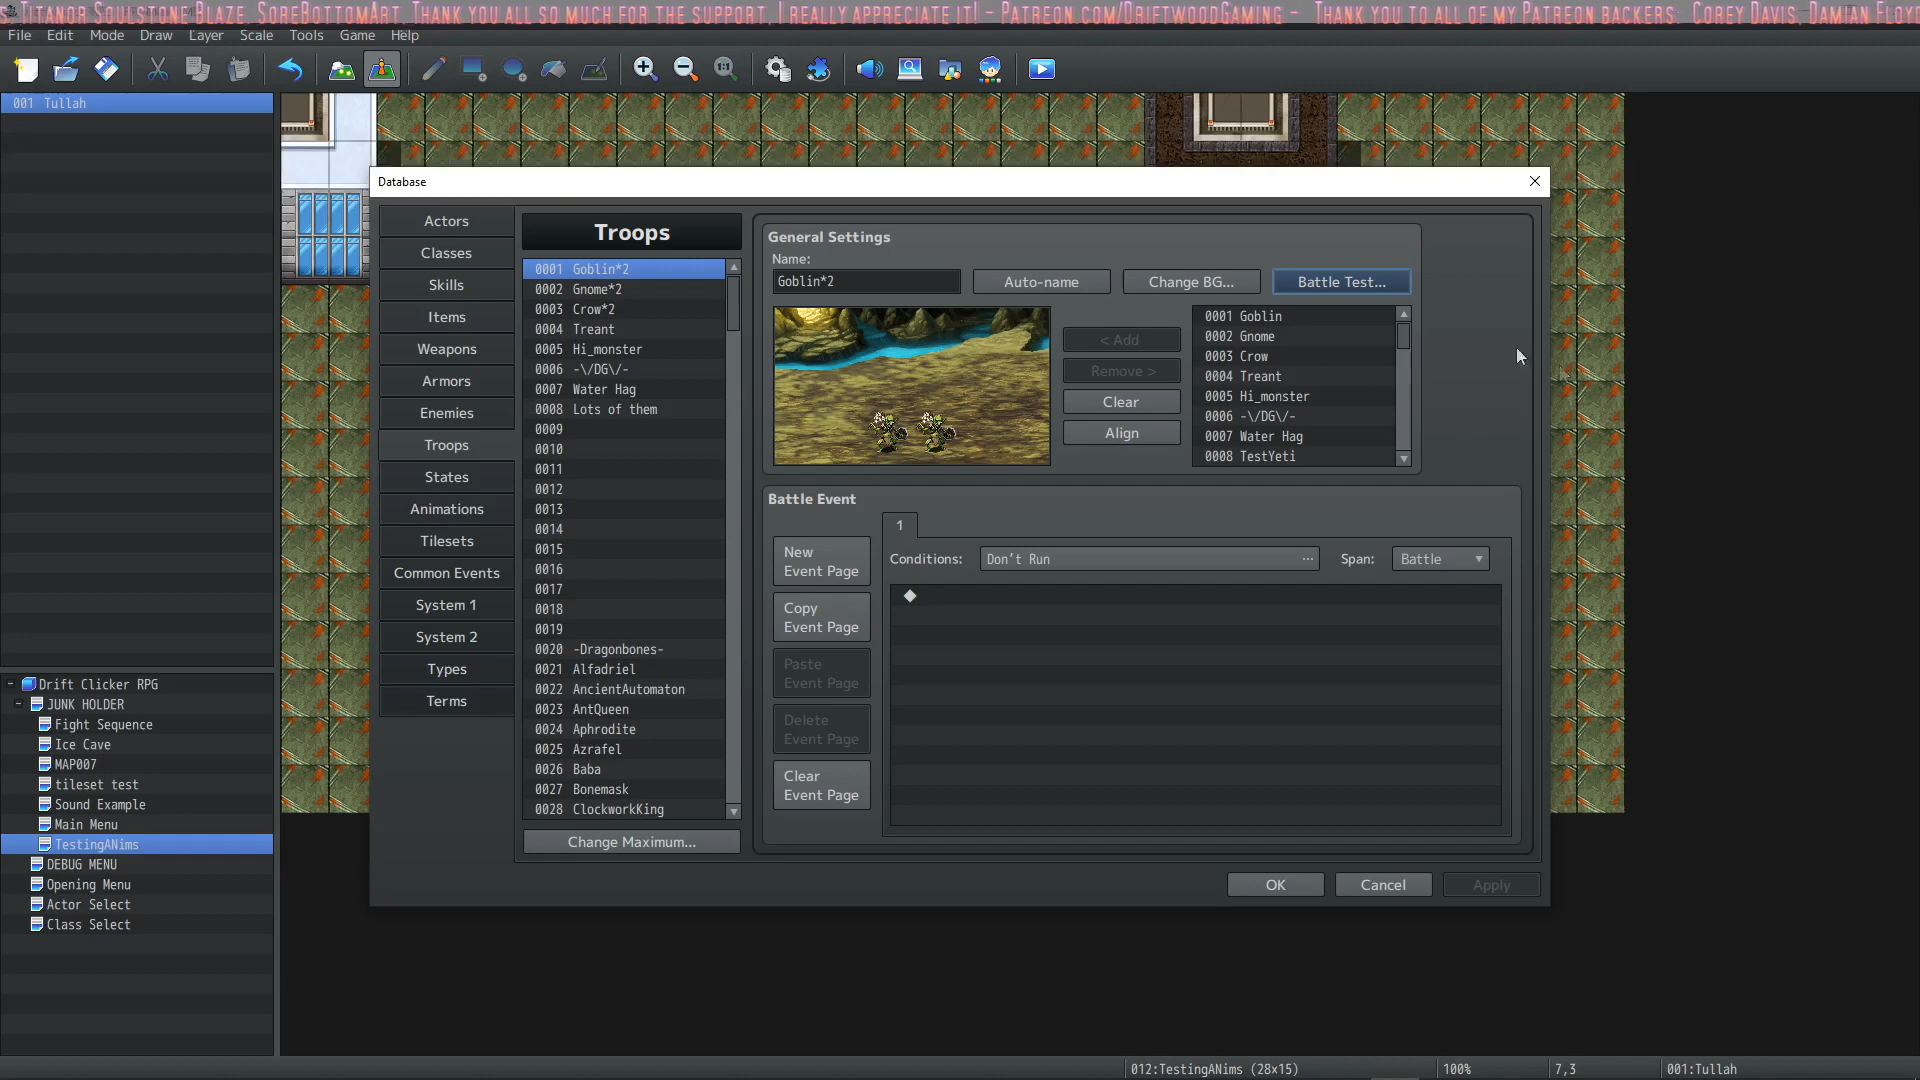 Titanor Soulsting Blaze, SoreBottomArt, Thank you all so much for the support, I really appreciate it! - Patreon.com/DriftwoodGaming - Thank you to all of my Patreon backers: Corey Davis, Damian Floyd
File Edit Mode Draw Layer Scale Tools Game Help
001 Tullah
Database
Actors
Classes
Skills
Items
Weapons
Armors
Enemies
Troops
States
Animations
Tilesets
Common Events
System 1
System 2
Types
Terms
Troops
0001 Goblin*2
0002 Gnome*2
0003 Crow*2
0004 Treant
0005 Hi_monster
0006 -\/DG\/-
0007 Water Hag
0008 Lots of them
0009
0010
0011
0012
0013
0014
0015
0016
0017
0018
0019
0020 -Dragonbones-
0021 Alfadriel
0022 AncientAutomaton
0023 AntQueen
0024 Aphrodite
0025 Azrafel
0026 Baba
0027 Bonemask
0028 ClockworkKing
Change Maximum...
General Settings
Name:
Goblin*2 Auto-name Change BG... Battle Test...
< Add
Remove >
Clear
Align
0001 Goblin
0002 Gnome
0003 Crow
0004 Treant
0005 Hi_monster
0006 -\/DG\/-
0007 Water Hag
0008 TestYeti
Battle Event
1
Conditions: Don't Run ... Span: Battle
New
Event Page
Copy
Event Page
Paste
Event Page
Delete
Event Page
Clear
Event Page
OK Cancel Apply
Drift Clicker RPG
JUNK HOLDER
Fight Sequence
Ice Cave
MAP007
tileset test
Sound Example
Main Menu
TestingANims
DEBUG MENU
Opening Menu
Actor Select
Class Select
012:TestingANims (28x15) 100% 7,3 001:Tullah